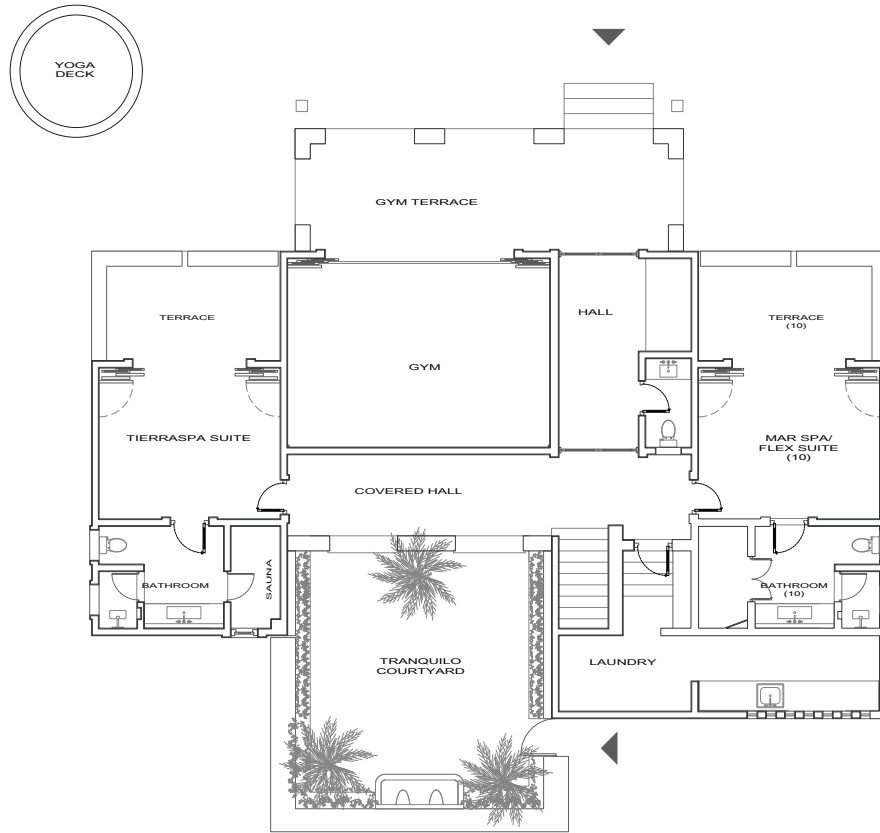 YOGA
DECK
GYM TERRACE
TERRACE
HALL
TERRACE
(10)
GYM
TIERRASPA SUITE
MAR SPA/
FLEX SUITE
(10)
COVERED HALL
BATHROOM
SAUNA
BATHROOM
(10)
TRANQUILO
COURTYARD
LAUNDRY